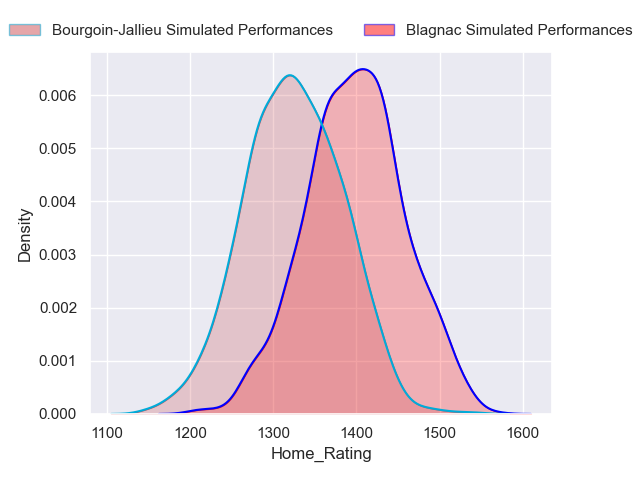 Bourgoin-Jallieu Simulated Performances
Blagnac Simulated Performances
0.006
0.005
0.004
0.003
0.002
0.001
0.000
Density
1100 1200 1300 1400 1500 1600
Home_Rating